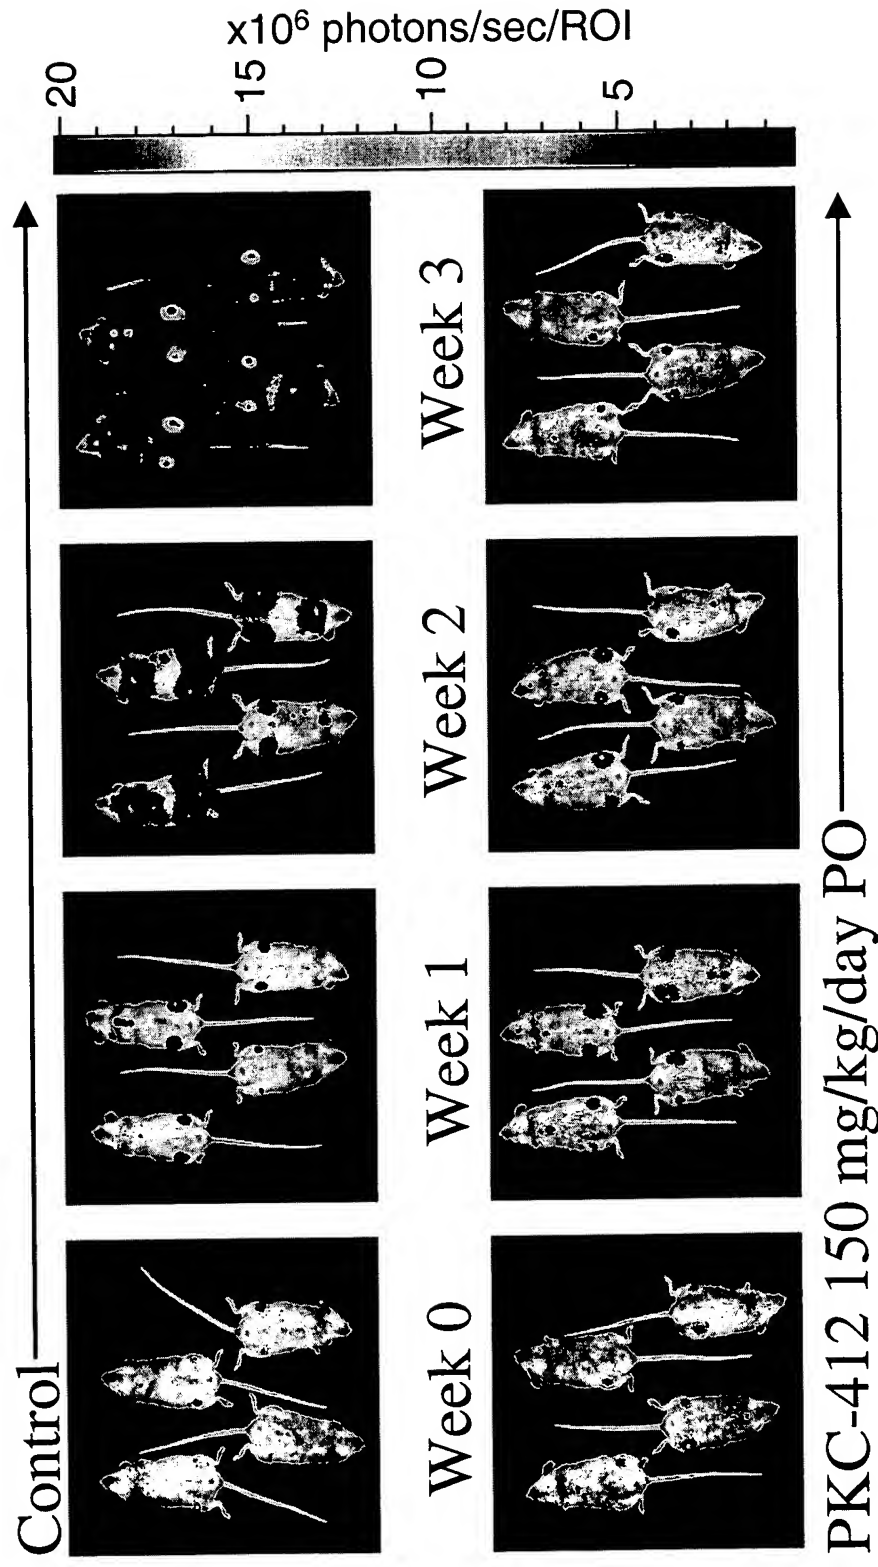 Control
x10⁶ photons/sec/ROI
20
15
10
5
Week 0
Week 1
Week 2
Week 3
PKC-412 150 mg/kg/day PO